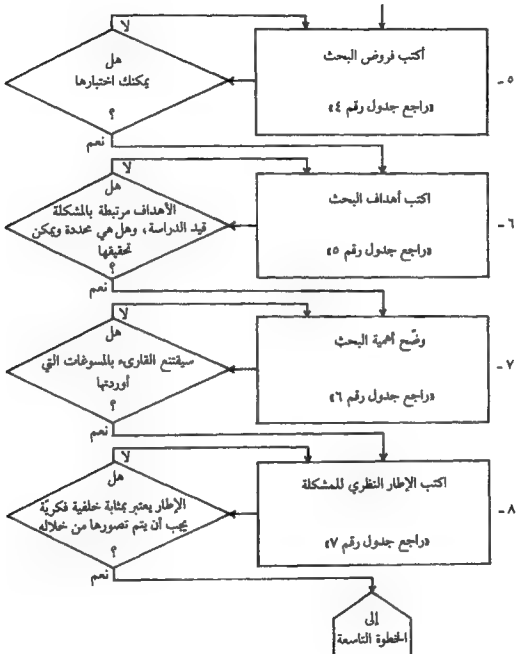 ٥ -
أكتب فروض البحث
«راجع جدول رقم ٤»
لا
هل
يمكنك اختبارها
؟
نعم
٦ -
اكتب أهداف البحث
«راجع جدول رقم ٥»
لا
هل
الأهداف مرتبطة بالمشكلة
قيد الدراسة، وهل هي محددة ويمكن
تحقيقها
؟
نعم
٧ -
وضّح أهمية البحث
«راجع جدول رقم ٦»
لا
هل
سيقتنع القارىء بالمسوغات التي
أوردتها
؟
نعم
٨ -
اكتب الإطار النظري للمشكلة
«راجع جدول رقم ٧»
لا
هل
الإطار يعتبر بمثابة خلفية فكريّة
يجب أن يتم تصورها من خلاله
؟
نعم
إلى
الخطوة التاسعة